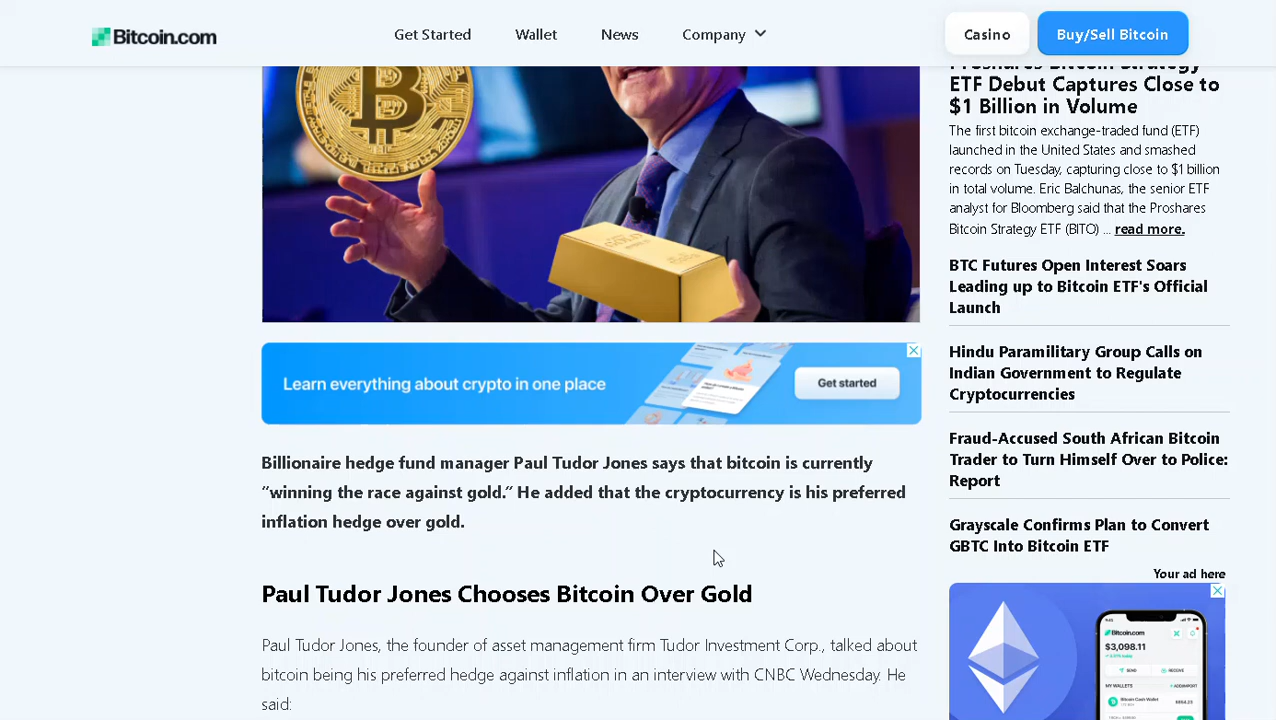 Bitcoin.com
Get Started
Wallet
News
Company
Casino
Buy/Sell Bitcoin
Proshares Bitcoin Strategy
ETF Debut Captures Close to
$1 Billion in Volume
The first bitcoin exchange-traded fund (ETF)
launched in the United States and smashed
records on Tuesday, capturing close to $1 billion
in total volume. Eric Balchunas, the senior ETF
analyst for Bloomberg said that the Proshares
Bitcoin Strategy ETF (BITO) ... read more.
BTC Futures Open Interest Soars
Leading up to Bitcoin ETF's Official
Launch
Hindu Paramilitary Group Calls on
Indian Government to Regulate
Cryptocurrencies
Fraud-Accused South African Bitcoin
Trader to Turn Himself Over to Police:
Report
Grayscale Confirms Plan to Convert
GBTC Into Bitcoin ETF
Your ad here
Bitcoin.com
$3,098.11
SEND
RECEIVE
MY WALLETS
Bitcoin Cash Wallet
Learn everything about crypto in one place
Get started
Billionaire hedge fund manager Paul Tudor Jones says that bitcoin is currently
“winning the race against gold.” He added that the cryptocurrency is his preferred
inflation hedge over gold.
Paul Tudor Jones Chooses Bitcoin Over Gold
Paul Tudor Jones, the founder of asset management firm Tudor Investment Corp., talked about
bitcoin being his preferred hedge against inflation in an interview with CNBC Wednesday. He
said: